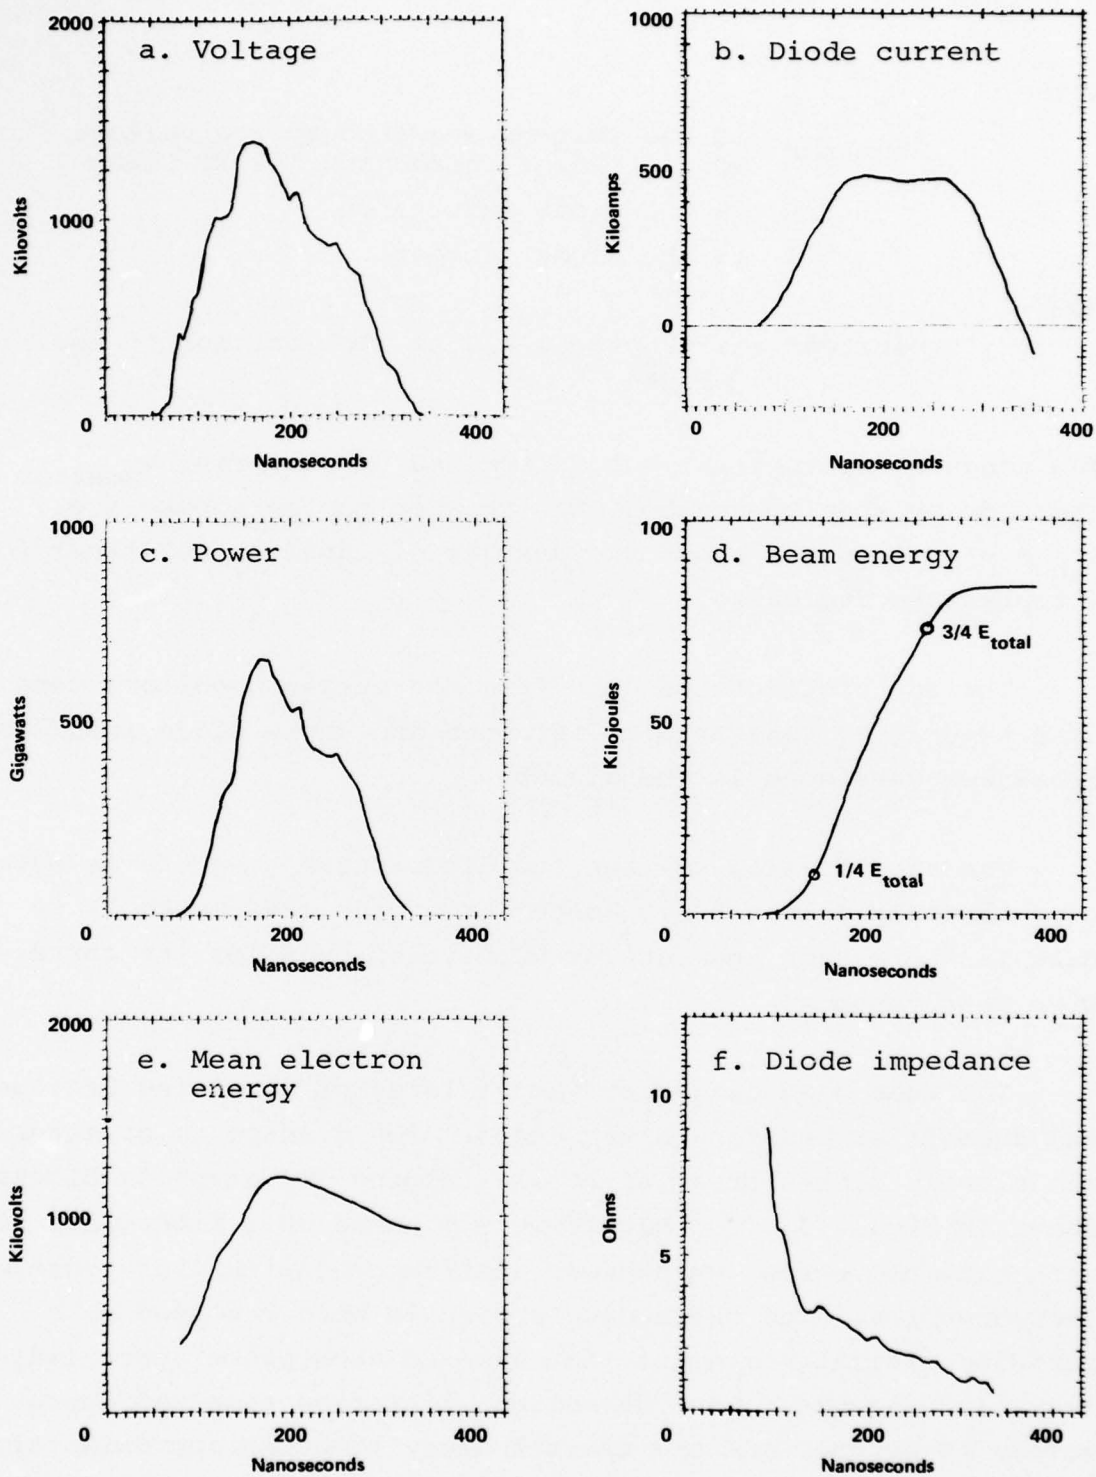 2000
a. Voltage
1000
0
200
400
Kilovolts
Nanoseconds
1000
b. Diode current
500
0
0
200
400
Kiloamps
Nanoseconds
1000
c. Power
500
0
200
400
Gigawatts
Nanoseconds
100
d. Beam energy
3/4 E total
50
1/4 E total
0
200
400
Kilojoules
Nanoseconds
2000
e. Mean electron
energy
1000
0
200
400
Kilovolts
Nanoseconds
f. Diode impedance
10
5
0
200
400
Ohms
Nanoseconds